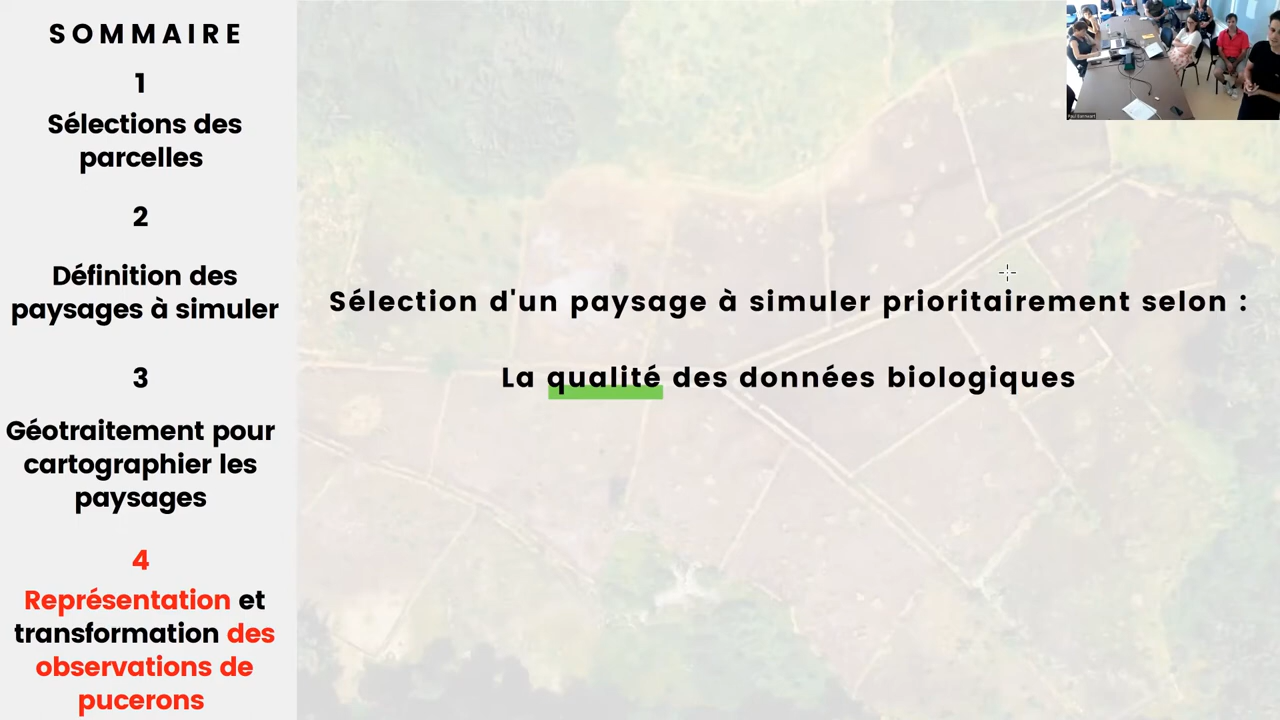 SOMMAIRE
1
Sélections des
parcelles
2
Définition des
paysages à simuler
3
Géotraitement pour
cartographier les
paysages
4
Représentation et
transformation des
observations de
pucerons
Sélection d'un paysage à simuler prioritairement selon :
La qualité des données biologiques